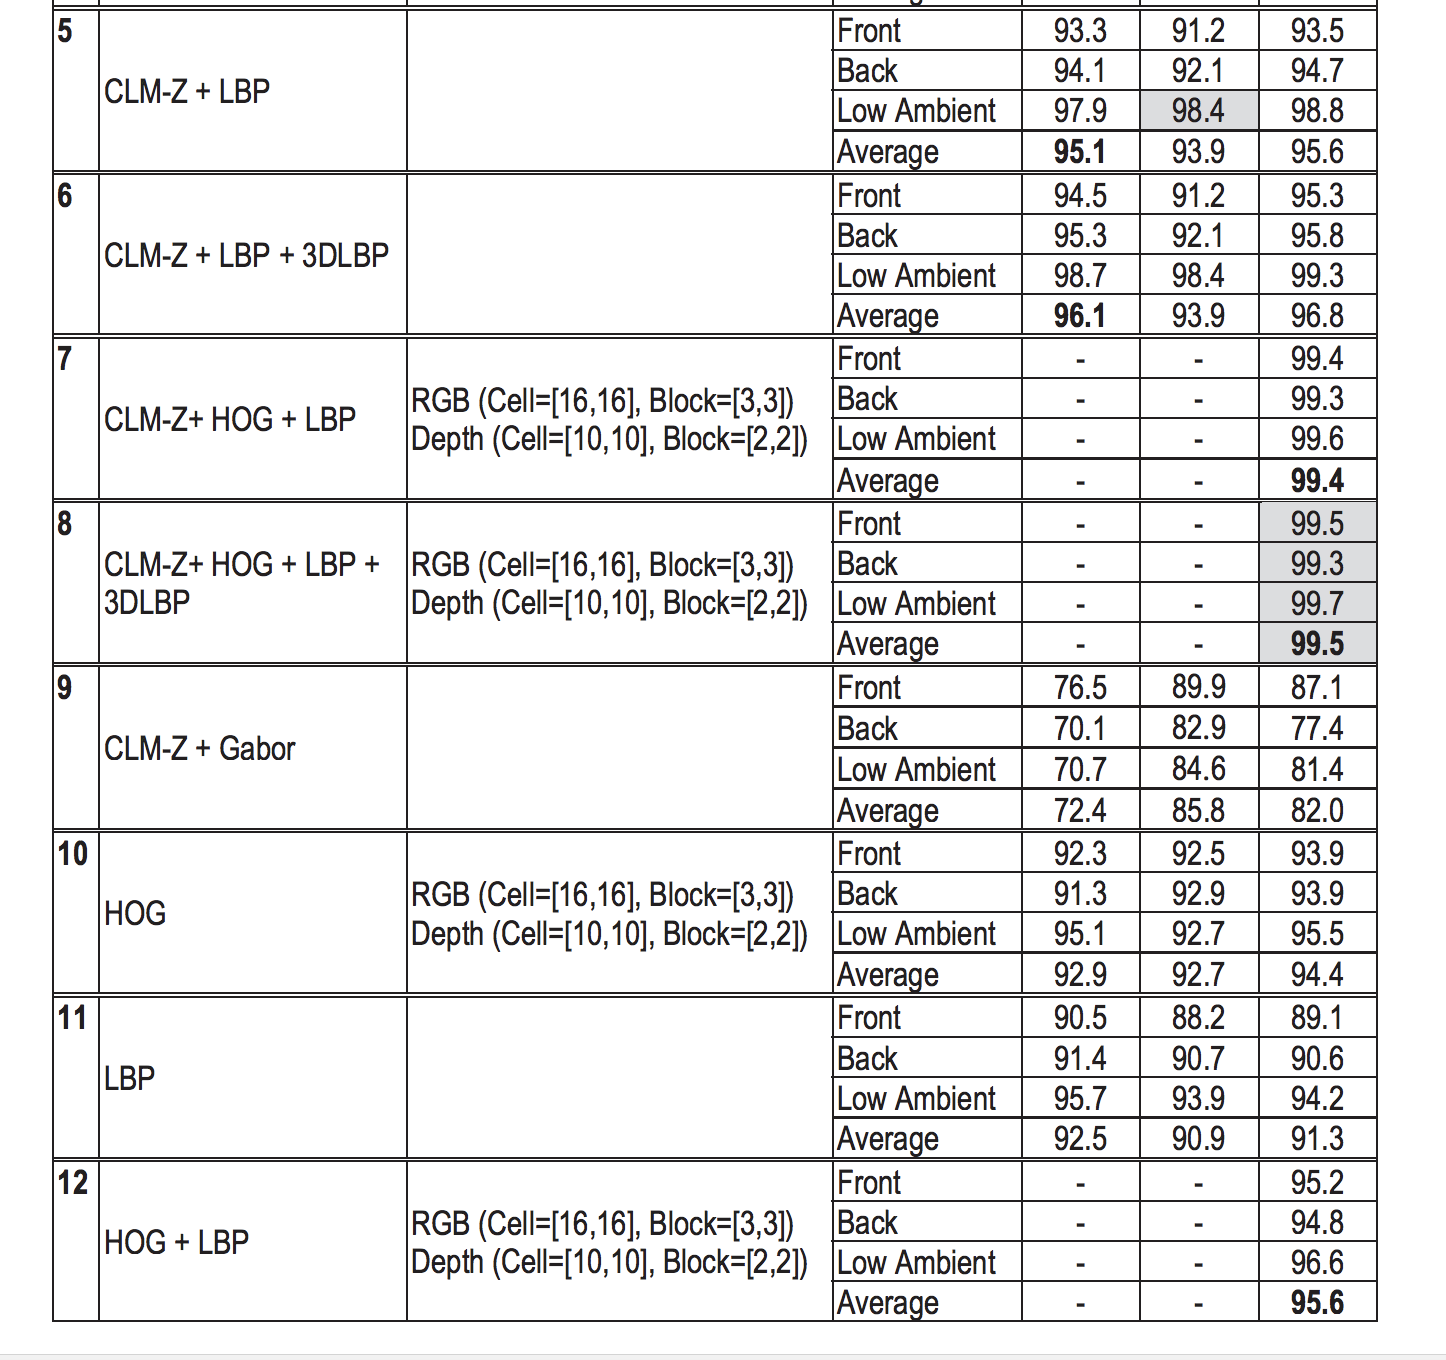 5 CLM-Z + LBP Front 93.3 91.2 93.5
Back 94.1 92.1 94.7
Low Ambient 97.9 98.4 98.8
Average 95.1 93.9 95.6
6 CLM-Z + LBP + 3DLBP Front 94.5 91.2 95.3
Back 95.3 92.1 95.8
Low Ambient 98.7 98.4 99.3
Average 96.1 93.9 96.8
7 CLM-Z+ HOG + LBP
RGB (Cell=[16,16], Block=[3,3])
Depth (Cell=[10,10], Block=[2,2])
Front - - 99.4
Back - - 99.3
Low Ambient - - 99.6
Average - - 99.4
8 CLM-Z+ HOG + LBP +
3DLBP
RGB (Cell=[16,16], Block=[3,3])
Depth (Cell=[10,10], Block=[2,2])
Front - - 99.5
Back - - 99.3
Low Ambient - - 99.7
Average - - 99.5
9 CLM-Z + Gabor Front 76.5 89.9 87.1
Back 70.1 82.9 77.4
Low Ambient 70.7 84.6 81.4
Average 72.4 85.8 82.0
10 HOG
RGB (Cell=[16,16], Block=[3,3])
Depth (Cell=[10,10], Block=[2,2])
Front 92.3 92.5 93.9
Back 91.3 92.9 93.9
Low Ambient 95.1 92.7 95.5
Average 92.9 92.7 94.4
11 LBP Front 90.5 88.2 89.1
Back 91.4 90.7 90.6
Low Ambient 95.7 93.9 94.2
Average 92.5 90.9 91.3
12 HOG + LBP
RGB (Cell=[16,16], Block=[3,3])
Depth (Cell=[10,10], Block=[2,2])
Front - - 95.2
Back - - 94.8
Low Ambient - - 96.6
Average - - 95.6